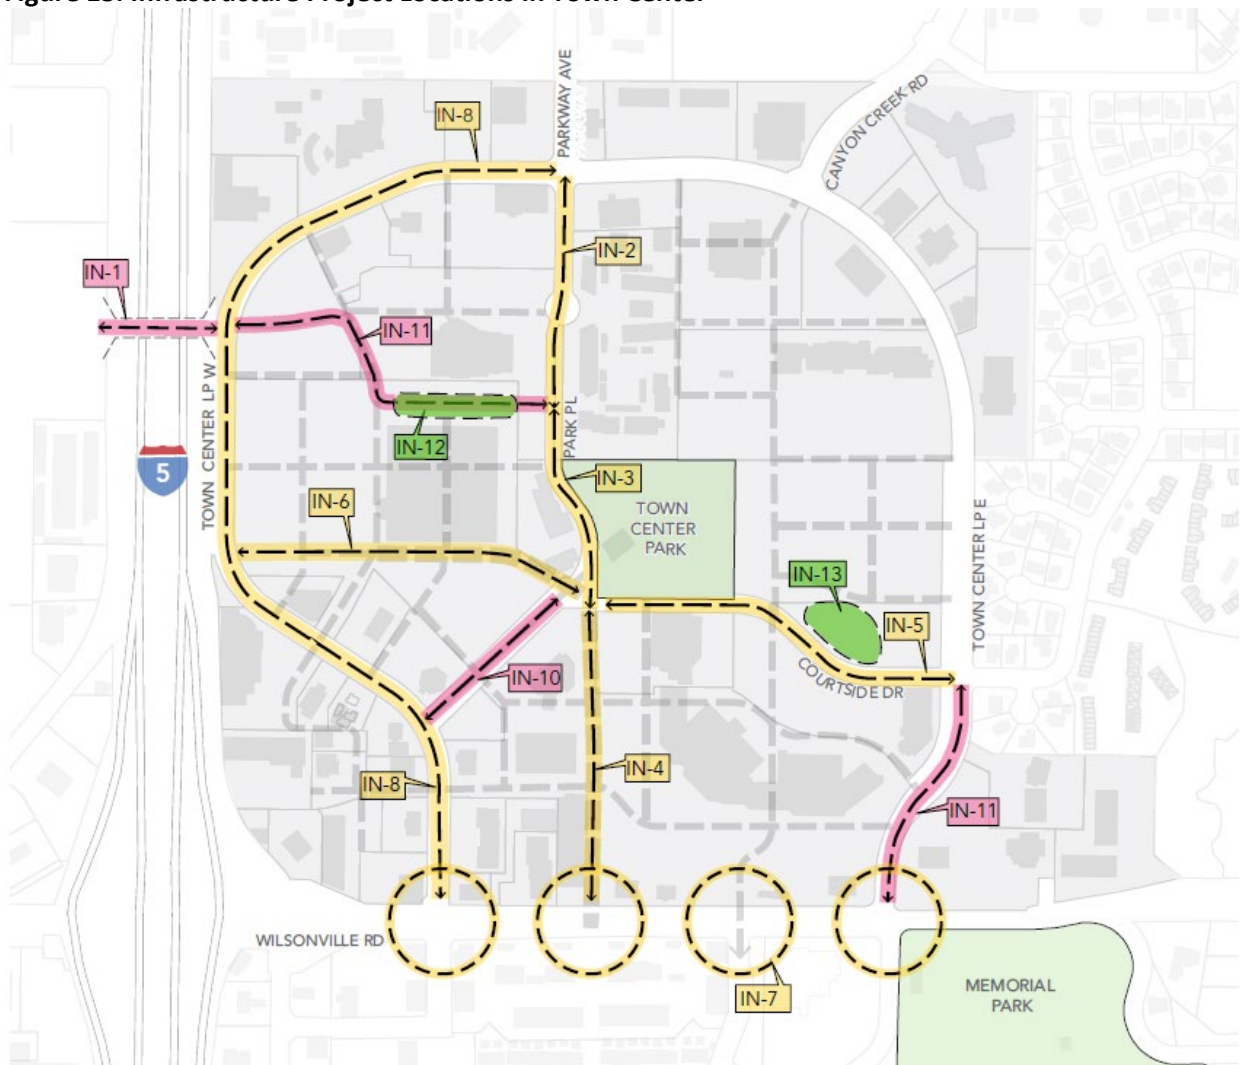 Figure 23. Infrastructure Project Locations in Town Center
PARKWAY AVE
CANYON CREEK RD
IN-8
IN-2
IN-1
IN-11
TOWN CENTER LP W
PARK PL
IN-12
5
IN-3
IN-6
TOWN
CENTER
PARK
TOWN CENTER LP E
IN-13
IN-5
COURTSIDE DR
IN-10
IN-4
IN-8
IN-11
WILSONVILLE RD
IN-7
MEMORIAL
PARK